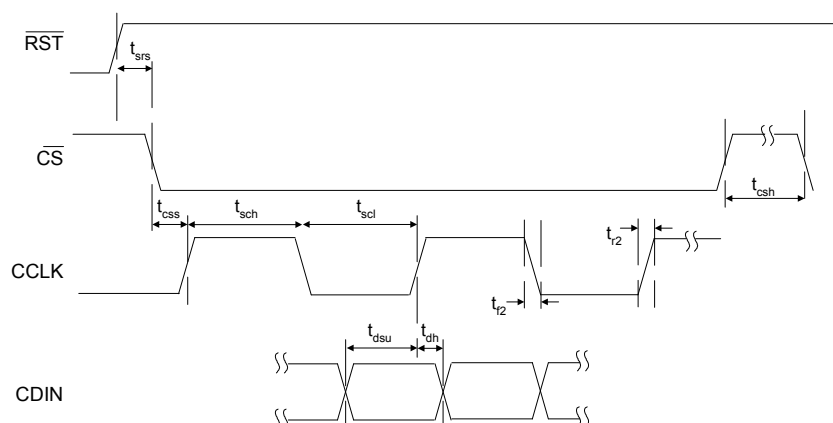 RST
t_srs
CS
t_csh
t_css t_sch t_scl
t_r2
CCLK
t_f2
t_dsu t_dh
CDIN